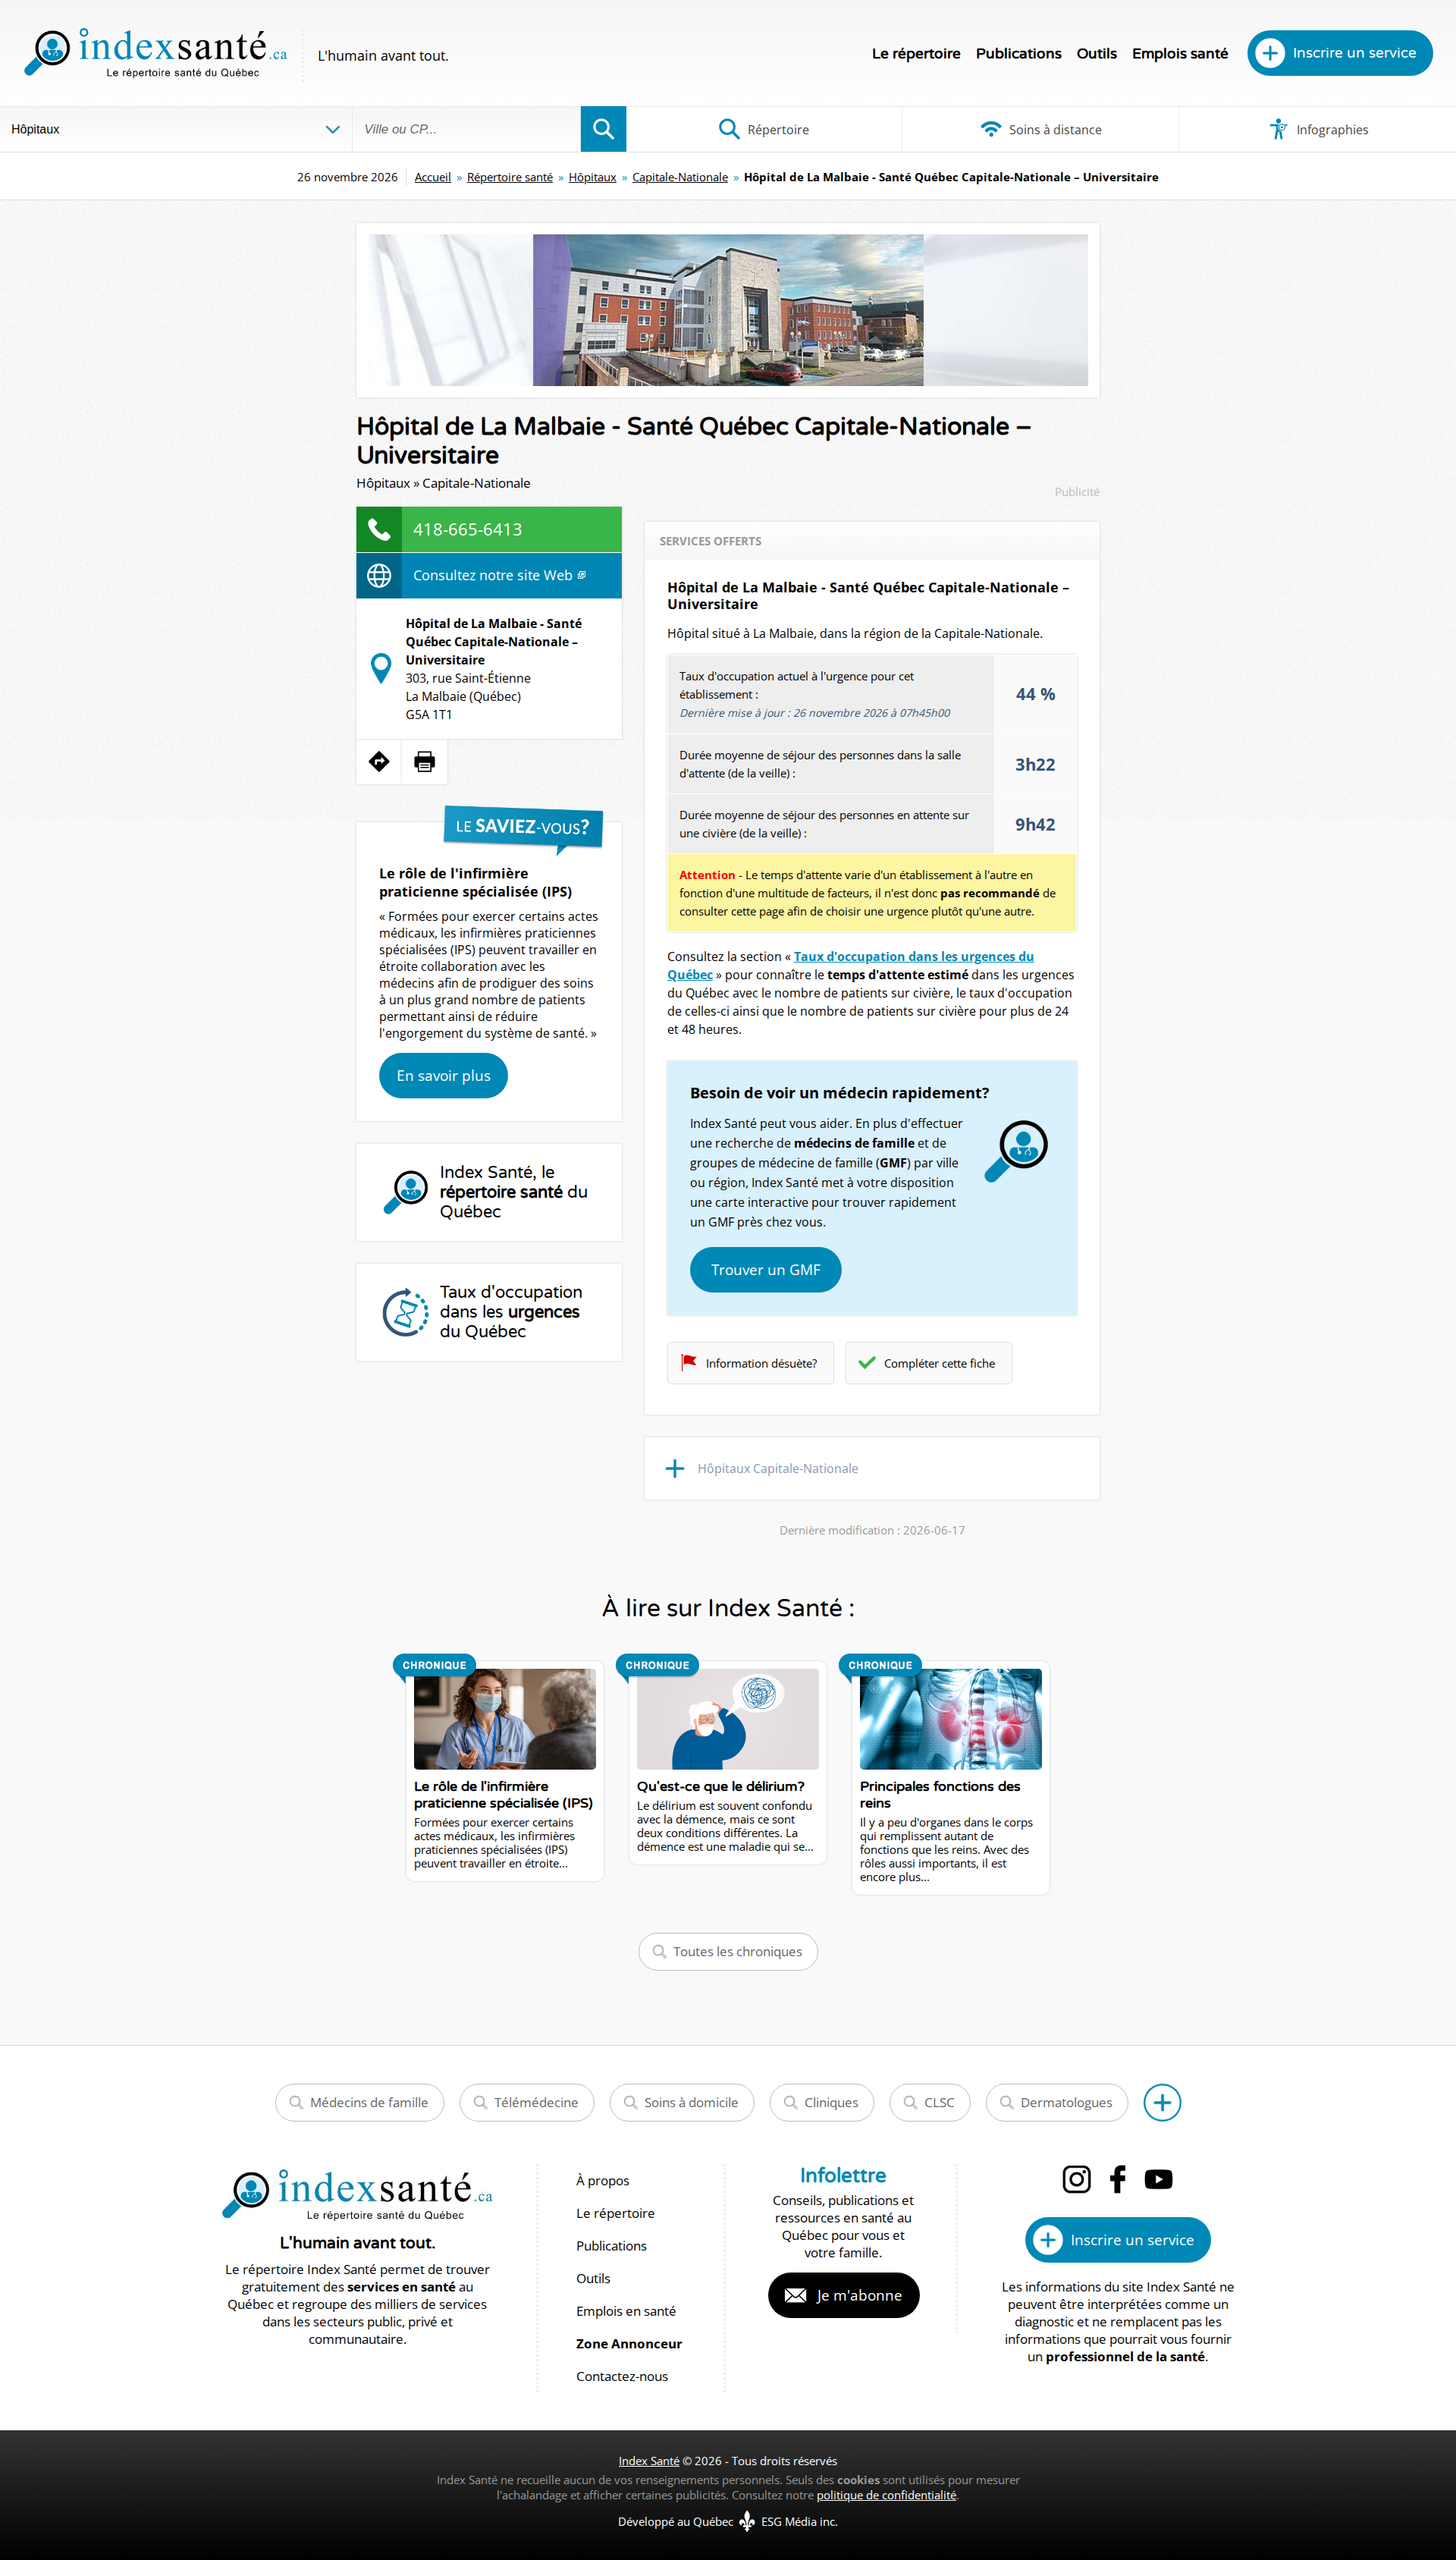 indexsanté.ca
Le répertoire santé du Québec
L'humain avant tout.
Le répertoire
Publications
Outils
Emplois santé
Inscrire un service
Hôpitaux
Ville ou CP...
Répertoire
Soins à distance
Infographies
26 novembre 2026
Accueil » Répertoire santé » Hôpitaux » Capitale-Nationale » Hôpital de La Malbaie - Santé Québec Capitale-Nationale – Universitaire
Hôpital de La Malbaie - Santé Québec Capitale-Nationale –
Universitaire
Hôpitaux » Capitale-Nationale
Publicité
418-665-6413
Consultez notre site Web
Hôpital de La Malbaie - Santé
Québec Capitale-Nationale –
Universitaire
303, rue Saint-Étienne
La Malbaie (Québec)
G5A 1T1
LE SAVIEZ-VOUS?
Le rôle de l'infirmière
praticienne spécialisée (IPS)
« Formées pour exercer certains actes
médicaux, les infirmières praticiennes
spécialisées (IPS) peuvent travailler en
étroite collaboration avec les
médecins afin de prodiguer des soins
à un plus grand nombre de patients
permettant ainsi de réduire
l'engorgement du système de santé. »
En savoir plus
Index Santé, le
répertoire santé du
Québec
Taux d'occupation
dans les urgences
du Québec
SERVICES OFFERTS
Hôpital de La Malbaie - Santé Québec Capitale-Nationale –
Universitaire
Hôpital situé à La Malbaie, dans la région de la Capitale-Nationale.
Taux d'occupation actuel à l'urgence pour cet
établissement :
Dernière mise à jour : 26 novembre 2026 à 07h45h00
44 %
Durée moyenne de séjour des personnes dans la salle
d'attente (de la veille) :
3h22
Durée moyenne de séjour des personnes en attente sur
une civière (de la veille) :
9h42
Attention - Le temps d'attente varie d'un établissement à l'autre en
fonction d'une multitude de facteurs, il n'est donc pas recommandé de
consulter cette page afin de choisir une urgence plutôt qu'une autre.
Consultez la section « Taux d'occupation dans les urgences du
Québec » pour connaître le temps d'attente estimé dans les urgences
du Québec avec le nombre de patients sur civière, le taux d'occupation
de celles-ci ainsi que le nombre de patients sur civière pour plus de 24
et 48 heures.
Besoin de voir un médecin rapidement?
Index Santé peut vous aider. En plus d'effectuer
une recherche de médecins de famille et de
groupes de médecine de famille (GMF) par ville
ou région, Index Santé met à votre disposition
une carte interactive pour trouver rapidement
un GMF près chez vous.
Trouver un GMF
Information désuète?
Compléter cette fiche
Hôpitaux Capitale-Nationale
Dernière modification : 2026-06-17
À lire sur Index Santé :
CHRONIQUE
Le rôle de l'infirmière
praticienne spécialisée (IPS)
Formées pour exercer certains
actes médicaux, les infirmières
praticiennes spécialisées (IPS)
peuvent travailler en étroite...
CHRONIQUE
Qu'est-ce que le délirium?
Le délirium est souvent confondu
avec la démence, mais ce sont
deux conditions différentes. La
démence est une maladie qui se...
CHRONIQUE
Principales fonctions des
reins
Il y a peu d'organes dans le corps
qui remplissent autant de
fonctions que les reins. Avec des
rôles aussi importants, il est
encore plus...
Toutes les chroniques
Médecins de famille
Télémédecine
Soins à domicile
Cliniques
CLSC
Dermatologues
indexsanté.ca
Le répertoire santé du Québec
L'humain avant tout.
Le répertoire Index Santé permet de trouver
gratuitement des services en santé au
Québec et regroupe des milliers de services
dans les secteurs public, privé et
communautaire.
À propos
Le répertoire
Publications
Outils
Emplois en santé
Zone Annonceur
Contactez-nous
Infolettre
Conseils, publications et
ressources en santé au
Québec pour vous et
votre famille.
Je m'abonne
Inscrire un service
Les informations du site Index Santé ne
peuvent être interprétées comme un
diagnostic et ne remplacent pas les
informations que pourrait vous fournir
un professionnel de la santé.
Index Santé © 2026 - Tous droits réservés
Index Santé ne recueille aucun de vos renseignements personnels. Seuls des cookies sont utilisés pour mesurer
l'achalandage et afficher certaines publicités. Consultez notre politique de confidentialité.
Développé au Québec ESG Média inc.